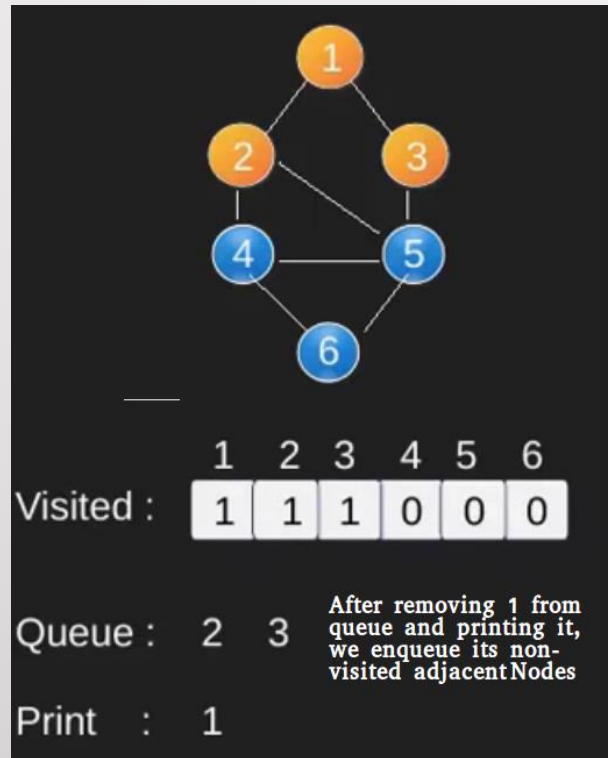 1
2 3
4 5
6
1 2 3 4 5 6
Visited : 1 1 1 0 0 0
Queue : 2 3
After removing 1 from
queue and printing it,
we enqueue its non-
visited adjacent Nodes
Print : 1